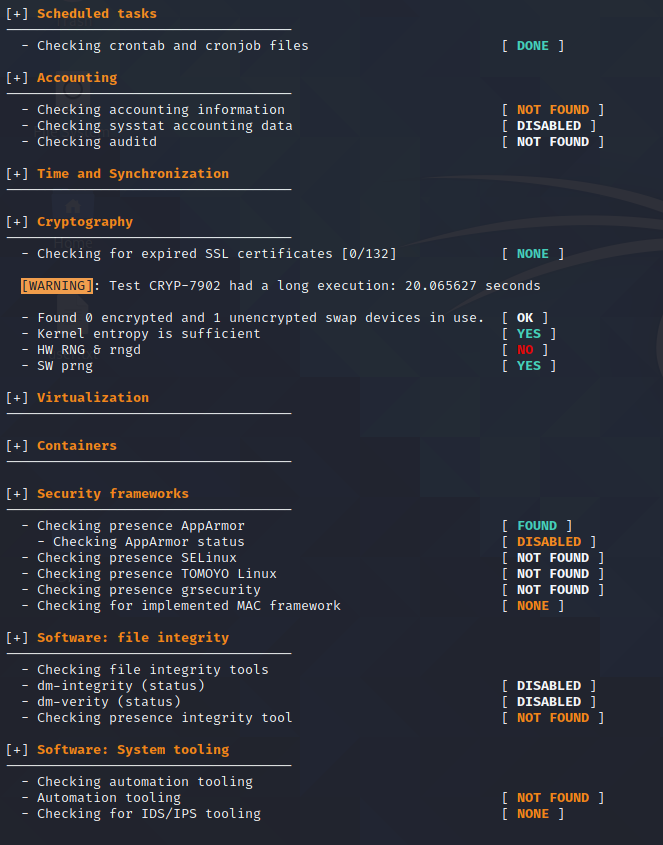 [+] Scheduled tasks
- Checking crontab and cronjob files [ DONE ]
[+] Accounting
- Checking accounting information [ NOT FOUND ]
- Checking sysstat accounting data [ DISABLED ]
- Checking auditd [ NOT FOUND ]
[+] Time and Synchronization
[+] Cryptography
- Checking for expired SSL certificates [0/132] [ NONE ]
[WARNING]: Test CRYP-7902 had a long execution: 20.065627 seconds
- Found 0 encrypted and 1 unencrypted swap devices in use. [ OK ]
- Kernel entropy is sufficient [ YES ]
- HW RNG & rngd [ NO ]
- SW prng [ YES ]
[+] Virtualization
[+] Containers
[+] Security frameworks
- Checking presence AppArmor [ FOUND ]
- Checking AppArmor status [ DISABLED ]
- Checking presence SELinux [ NOT FOUND ]
- Checking presence TOMOYO Linux [ NOT FOUND ]
- Checking presence grsecurity [ NOT FOUND ]
- Checking for implemented MAC framework [ NONE ]
[+] Software: file integrity
- Checking file integrity tools
- dm-integrity (status) [ DISABLED ]
- dm-verity (status) [ DISABLED ]
- Checking presence integrity tool [ NOT FOUND ]
[+] Software: System tooling
- Checking automation tooling
- Automation tooling [ NOT FOUND ]
- Checking for IDS/IPS tooling [ NONE ]